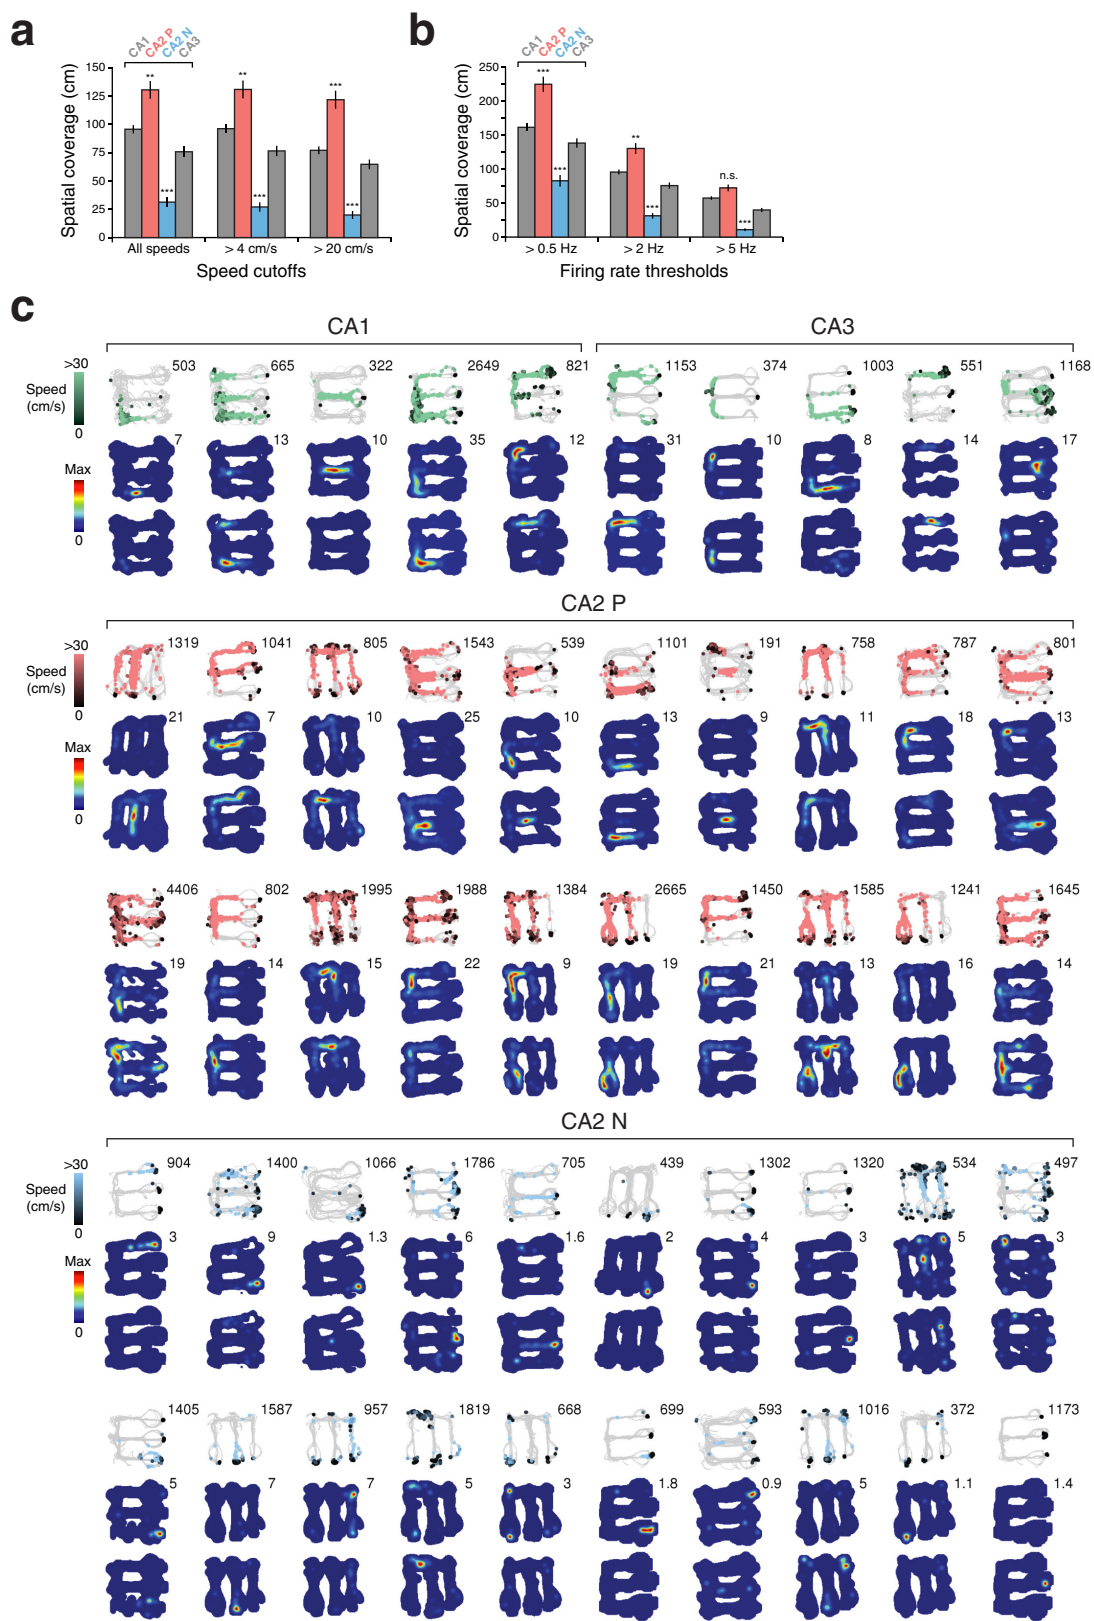 a
CA1 CA2 P CA2 N CA3
Spatial coverage (cm)
150
125
100
75
50
25
0
** ** ***
*** *** ***
All speeds > 4 cm/s > 20 cm/s
Speed cutoffs
b
CA1 CA2 P CA2 N CA3
Spatial coverage (cm)
250
200
150
100
50
0
*** ** n.s.
*** *** ***
> 0.5 Hz > 2 Hz > 5 Hz
Firing rate thresholds
c
CA1 CA3
>30
Speed
(cm/s)
0
503 665 322 2649 821 1153 374 1003 551 1168
Max
0
7 13 10 35 12 31 10 8 14 17
CA2 P
>30
Speed
(cm/s)
0
1319 1041 805 1543 539 1101 191 758 787 801
Max
0
21 7 10 25 10 13 9 11 18 13
4406 802 1995 1988 1384 2665 1450 1585 1241 1645
19 14 15 22 9 19 21 13 16 14
CA2 N
>30
Speed
(cm/s)
0
904 1400 1066 1786 705 439 1302 1320 534 497
Max
0
3 9 1.3 6 1.6 2 4 3 5 3
1405 1587 957 1819 668 699 593 1016 372 1173
5 7 7 5 3 1.8 0.9 5 1.1 1.4